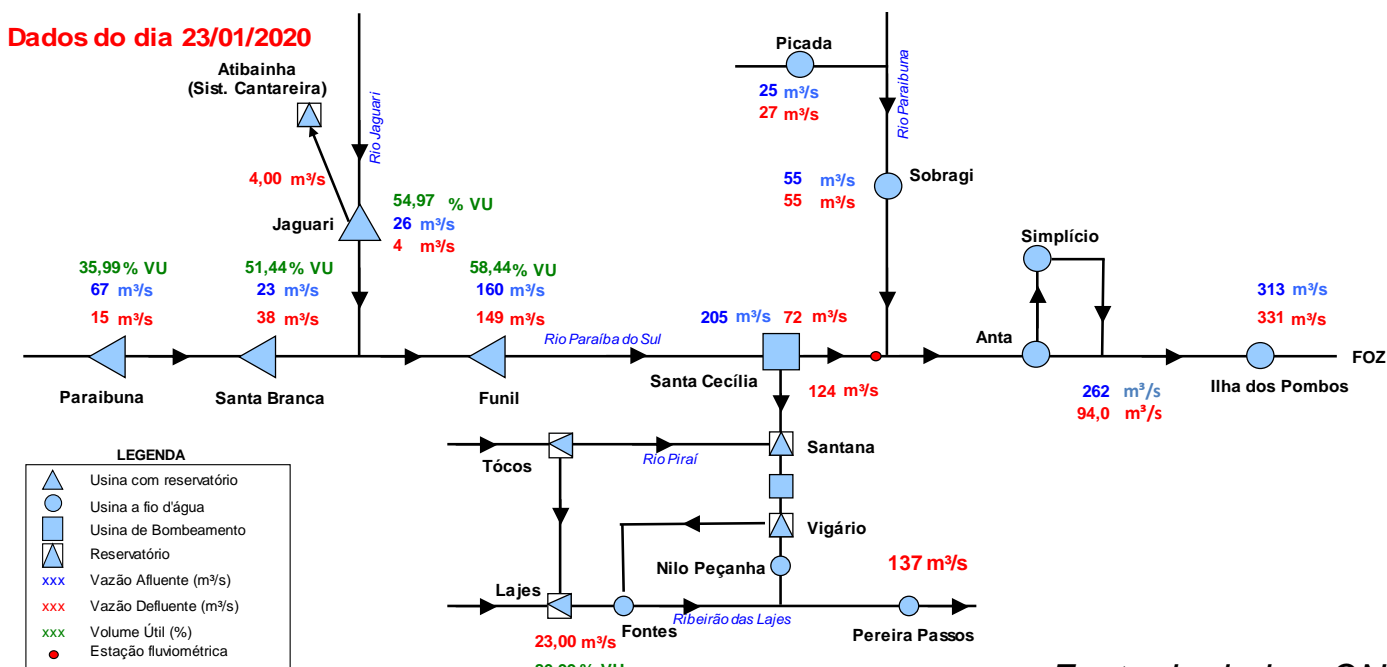 Dados do dia 23/01/2020
Picada
25 m³/s
27 m³/s
Rio Paraibuna
Atibainha
(Sist. Cantareira)
Rio Jaguari
4,00 m³/s
Jaguari
54,97 % VU
26 m³/s
4 m³/s
55 m³/s
55 m³/s
Sobragi
Simplício
35,99% VU
67 m³/s
15 m³/s
51,44% VU
23 m³/s
38 m³/s
58,44% VU
160 m³/s
149 m³/s
313 m³/s
331 m³/s
Rio Paraíba do Sul
205 m³/s 72 m³/s
Anta
FOZ
Paraibuna
Santa Branca
Funil
Santa Cecília
124 m³/s
262 m³/s
94,0 m³/s
Ilha dos Pombos
Tócos
Rio Piraí
Santana
Vigário
Nilo Peçanha
137 m³/s
Lajes
Fontes
Ribeirão das Lajes
Pereira Passos
23,00 m³/s
LEGENDA
Usina com reservatório
Usina a fio d'água
Usina de Bombeamento
Reservatório
xxx Vazão Afluente (m³/s)
xxx Vazão Defluente (m³/s)
xxx Volume Útil (%)
Estação fluviométrica